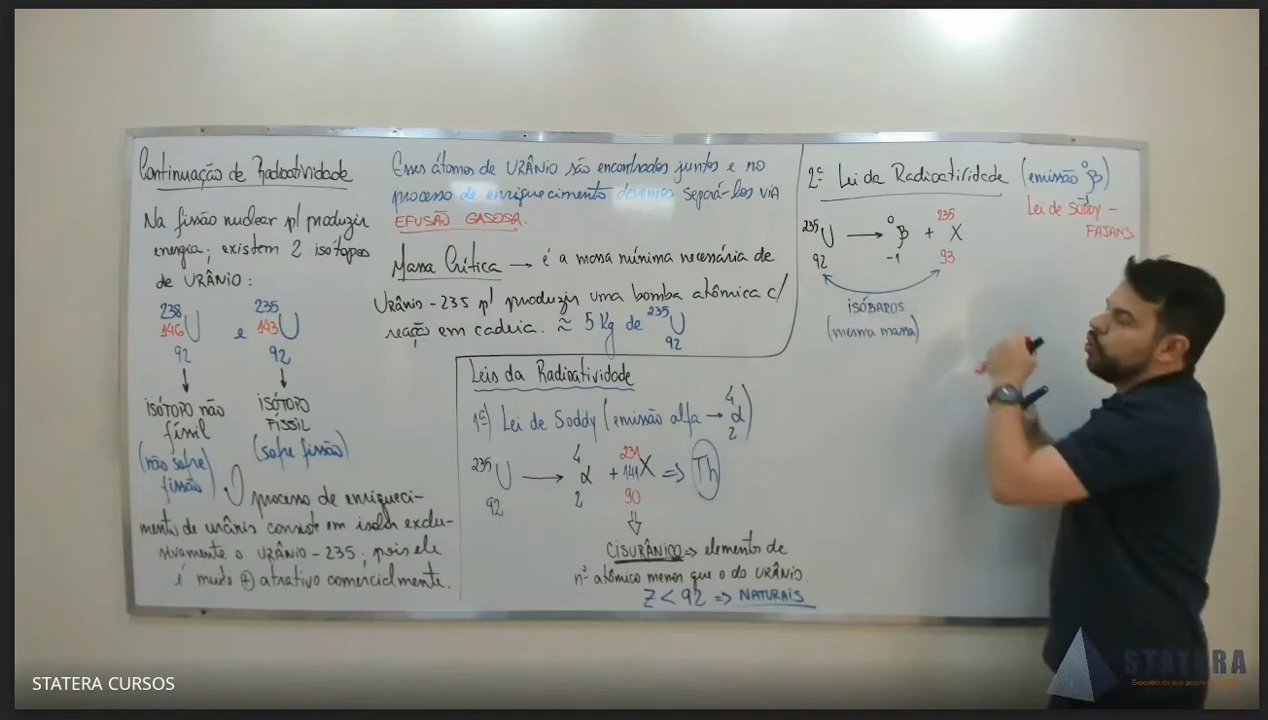 Continuação de Radioatividade
Na fissão nuclear p/ produzir
energia, existem 2 isótopos
de URÂNIO:
238 235
146 U e 143 U
92 92
ISÓTOPO não
físsil
(não sofre
fissão)
ISÓTOPO
FÍSSIL
(sofre fissão)
O processo de enriqueci-
mento de urânio consiste em isolar exclu-
sivamente o URÂNIO-235, pois ele
é muito + atrativo comercialmente.
Esses átomos de URÂNIO são encontrados juntos e no
processo de enriquecimento devemos separá-los VIA
EFUSÃO GASOSA.
Massa Crítica → é a massa mínima necessária de
Urânio-235 p/ produzir uma bomba atômica c/
reação em cadeia. ≈ 5 Kg de 235 U
92
Leis da Radioatividade
1ª) Lei de Soddy (emissão alfa → 4 α)
2
235 4 231
U → α + 141 X => Th
92 2 90
CISURÂNICO => elemento de
nº atômico menor que o do URÂNIO.
Z < 92 => NATURAIS
2ª Lei da Radioatividade (emissão 0 β)
Lei de Soddy -
FAJANS
235 0 235
U → β + X
92 -1 93
ISÓBAROS
(mesma massa)
STATERA
STATERA CURSOS